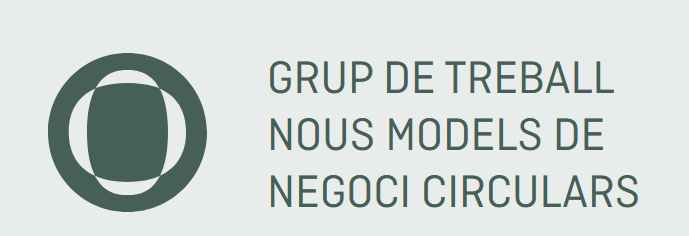 GRUP DE TREBALL
NOUS MODELS DE
NEGOCI CIRCULARS